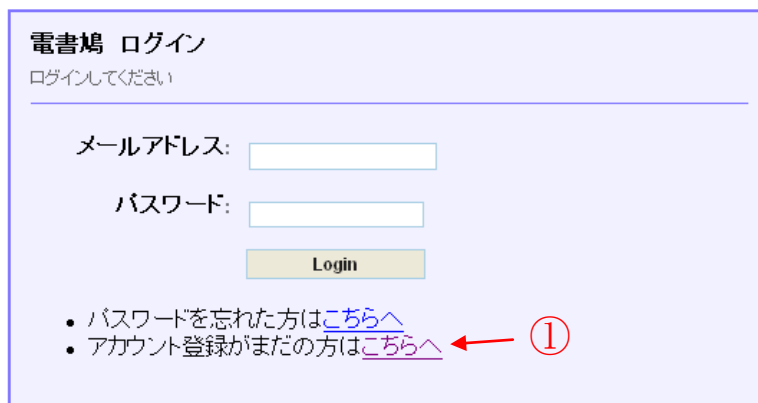 電書鳩 ログイン
ログインしてください
メールアドレス:
パスワード:
Login
• パスワードを忘れた方はこちらへ
• アカウント登録がまだの方はこちらへ ①